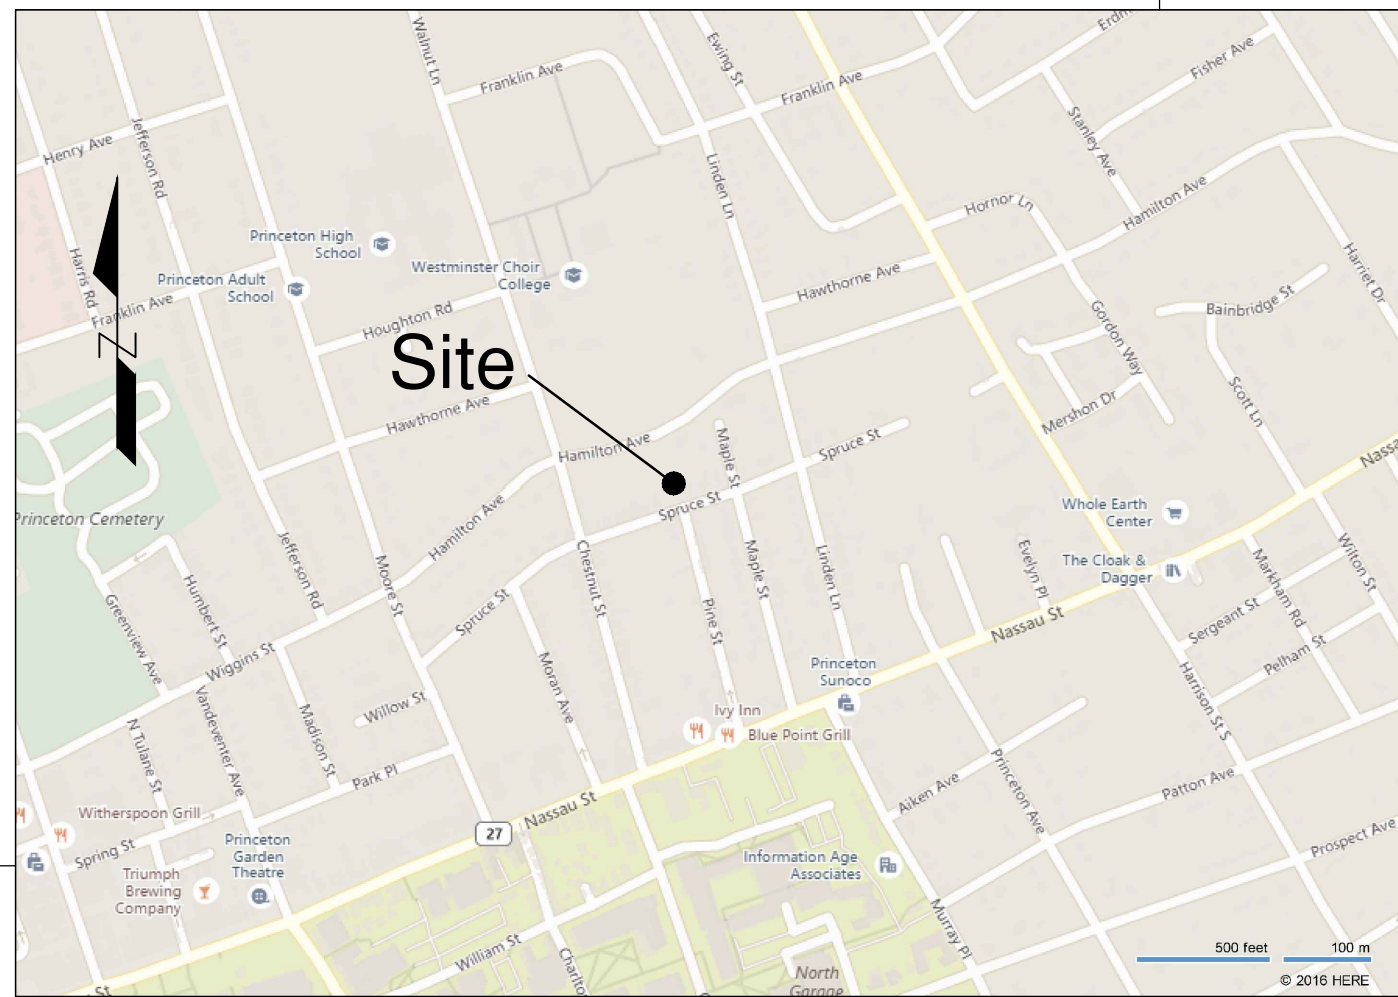 Walnut Ln
Franklin Ave
Ewing St
Franklin Ave
Fisher Ave
Stanley Ave
Henry Ave
Jefferson Rd
Linden Ln
Hamilton Ave
Hornor Ln
Harris Rd
Princeton High
School
Princeton Adult
School
Westminster Choir
College
Hawthorne Ave
Harriet Dr
Franklin Ave
Houghton Rd
Bainbridge St
Gordon Way
N
Site
Hawthorne Ave
Mershon Dr
Scott Ln
Hamilton Ave
Maple St
Spruce St
Spruce St
Princeton Cemetery
Hamilton Ave
Whole Earth
Center
The Cloak &
Dagger
Jefferson Rd
Moore St
Chestnut St
Maple St
Linden Ln
Evelyn Pl
Markham Rd
Wilton St
Greenview Ave
Humbert St
Spruce St
Pine St
Nassau St
Sergeant St
Pelham St
Wiggins St
Moran Ave
Princeton
Sunoco
Harrison St S
Vandeventer Ave
Madison St
Willow St
Ivy Inn
Blue Point Grill
N Tulane St
Park Pl
Nassau St
27
Aiken Ave
Princeton Ave
Patton Ave
Prospect Ave
Witherspoon Grill
Spring St
Princeton
Garden
Theatre
Triumph
Brewing
Company
Information Age
Associates
Murray Pl
William St
North
Garage
500 feet
100 m
© 2016 HERE